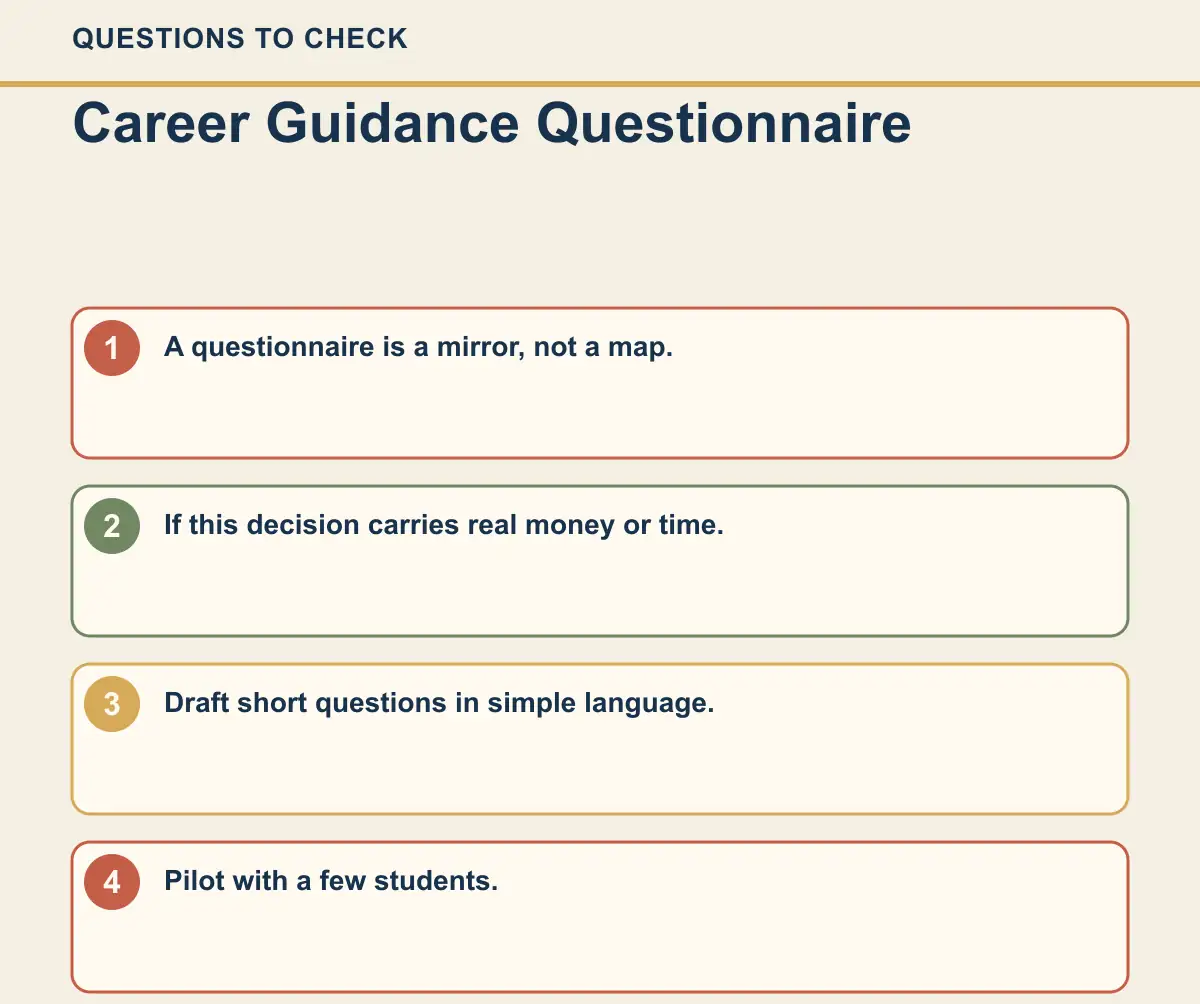 QUESTIONS TO CHECK
Career Guidance Questionnaire
1 A questionnaire is a mirror, not a map.
2 If this decision carries real money or time.
3 Draft short questions in simple language.
4 Pilot with a few students.